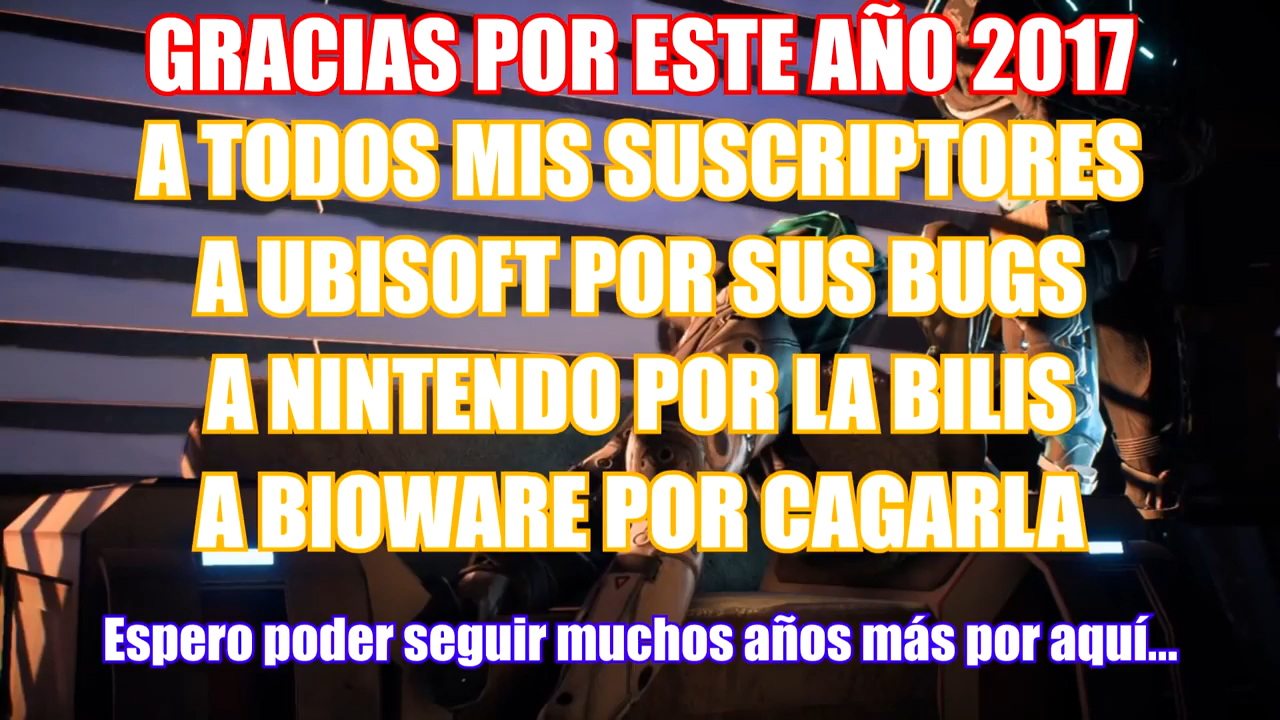 GRACIAS POR ESTE AÑO 2017
A TODOS MIS SUSCRIPTORES
A UBISOFT POR SUS BUGS
A NINTENDO POR LA BILIS
A BIOWARE POR CAGARLA
Espero poder seguir muchos años más por aquí...